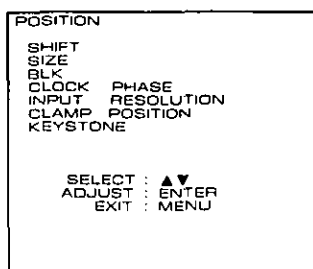 POSITION
SHIFT
SIZE
BLK
CLOCK PHASE
INPUT RESOLUTION
CLAMP POSITION
KEYSTONE
SELECT : ▲▼
ADJUST : ENTER
EXIT : MENU